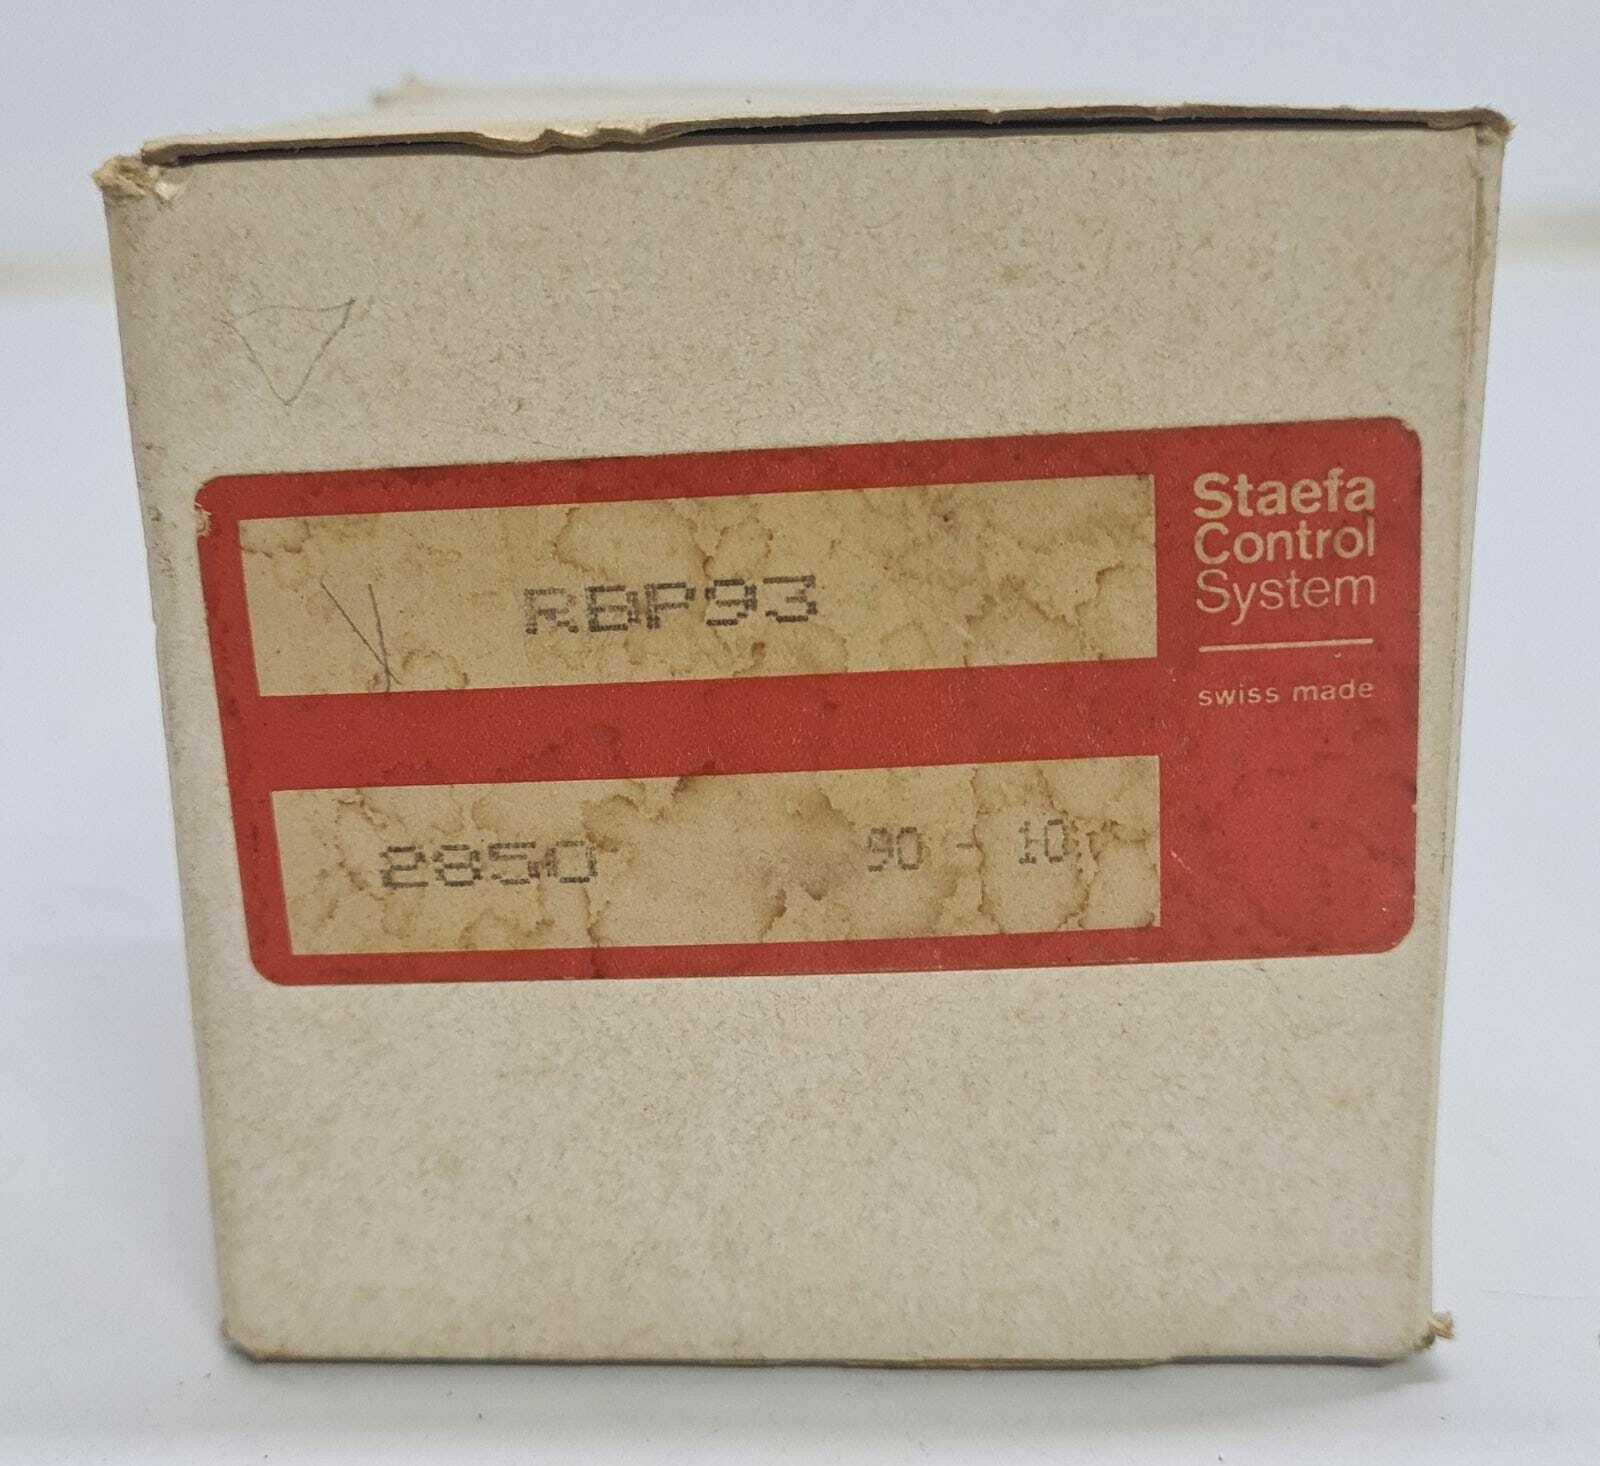 RBP93
Staefa
Control
System
swiss made
2850 90 - 10